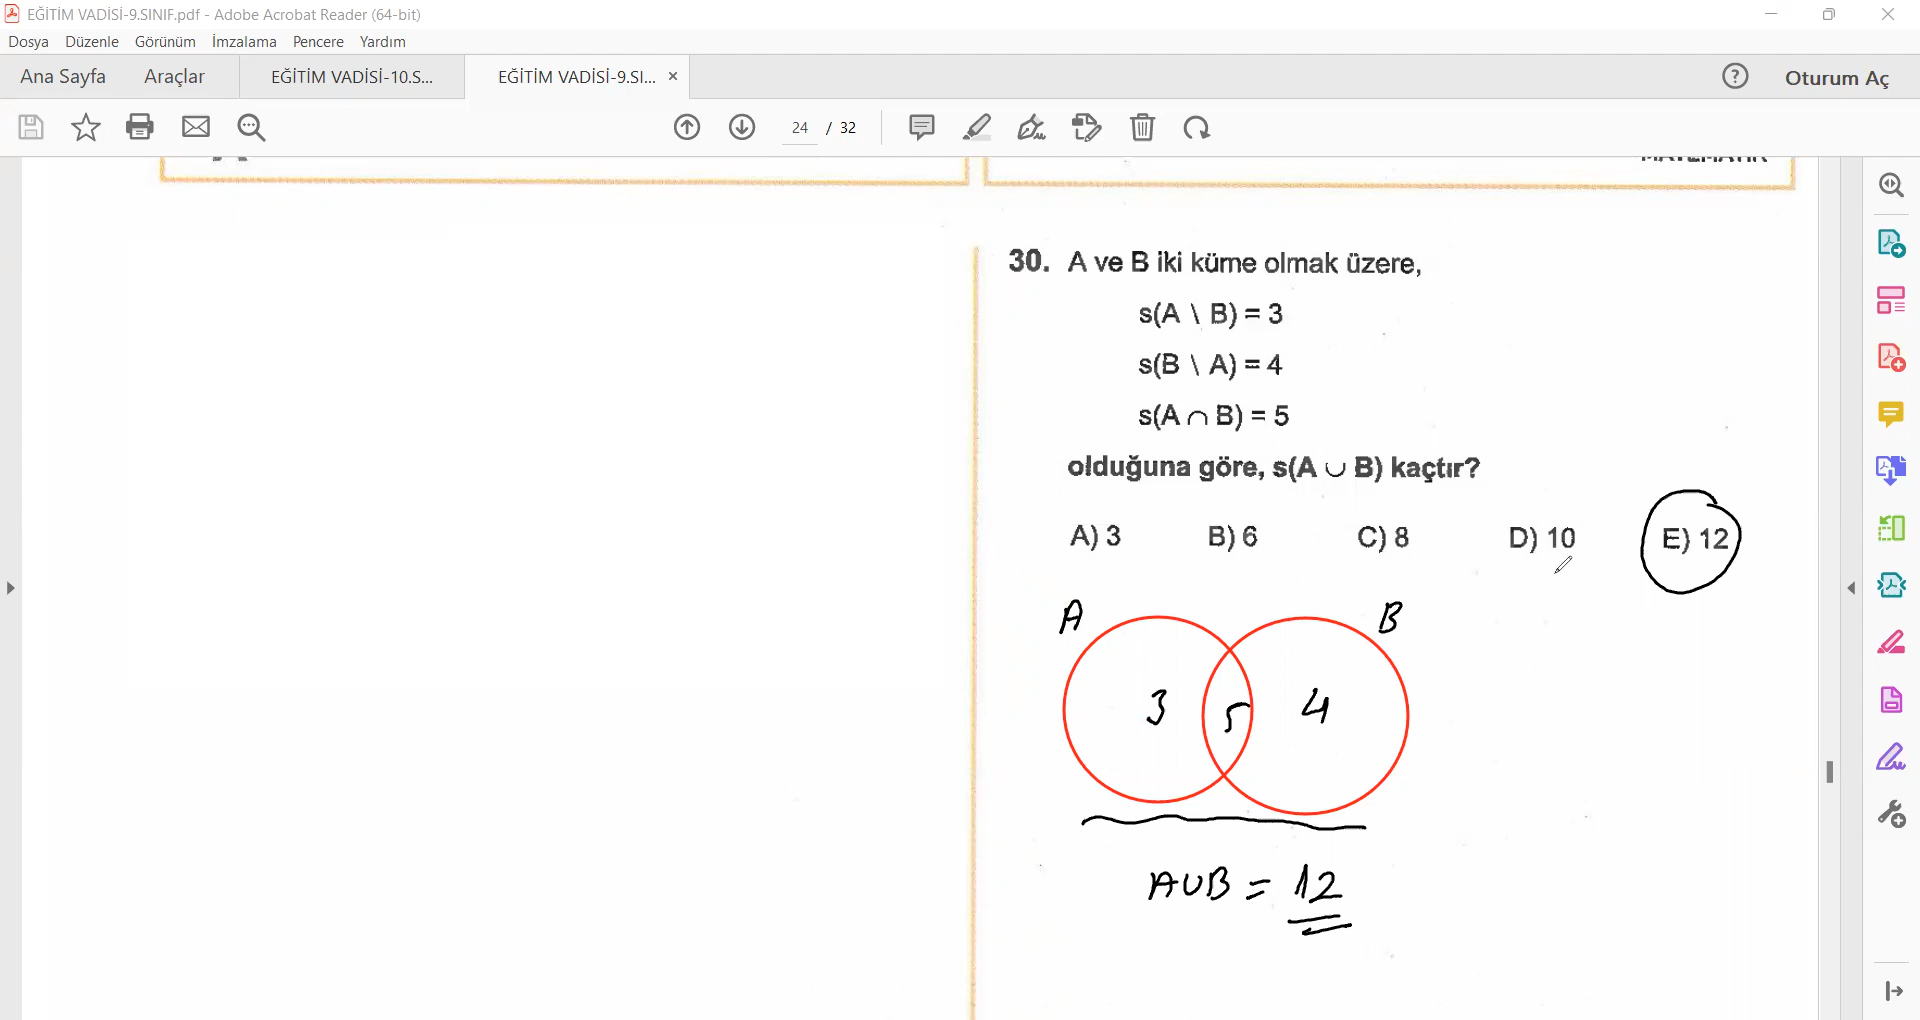 EĞİTİM VADİSİ-9.SINIF.pdf - Adobe Acrobat Reader (64-bit)
Dosya Düzenle Görünüm İmzalama Pencere Yardım
Ana Sayfa Araçlar EĞİTİM VADİSİ-10.S... EĞİTİM VADİSİ-9.SI... × ? Oturum Aç
24 / 32
MATEMATİK
30. A ve B iki küme olmak üzere,
s(A \ B) = 3
s(B \ A) = 4
s(A ∩ B) = 5
olduğuna göre, s(A ∪ B) kaçtır?
A) 3 B) 6 C) 8 D) 10 E) 12
A B
3 5 4
A∪B = 12